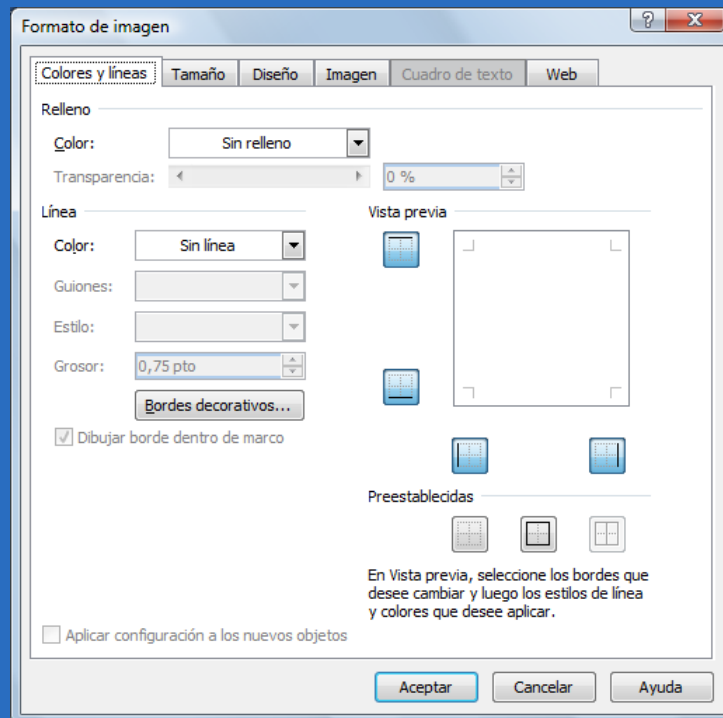 Formato de imagen
Colores y líneas Tamaño Diseño Imagen Cuadro de texto Web
Relleno
Color: Sin relleno
Transparencia: 0 %
Línea Vista previa
Color: Sin línea
Guiones:
Estilo:
Grosor: 0,75 pto
Bordes decorativos...
Dibujar borde dentro de marco
Preestablecidas
En Vista previa, seleccione los bordes que
desee cambiar y luego los estilos de línea
y colores que desee aplicar.
Aplicar configuración a los nuevos objetos
Aceptar Cancelar Ayuda